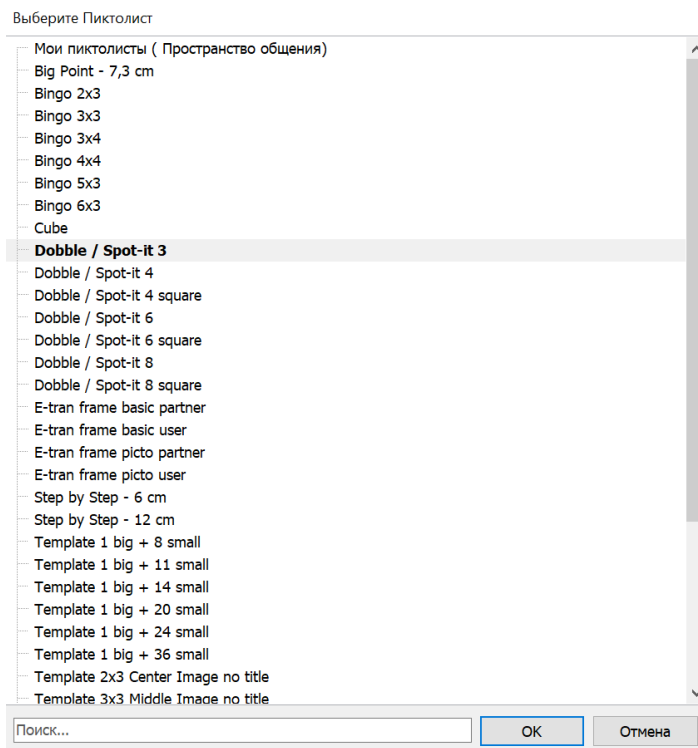 Выберите Пиктолист
Мои пиктолисты ( Пространство общения)
Big Point - 7,3 cm
Bingo 2x3
Bingo 3x3
Bingo 3x4
Bingo 4x4
Bingo 5x3
Bingo 6x3
Cube
Dobble / Spot-it 3
Dobble / Spot-it 4
Dobble / Spot-it 4 square
Dobble / Spot-it 6
Dobble / Spot-it 6 square
Dobble / Spot-it 8
Dobble / Spot-it 8 square
E-tran frame basic partner
E-tran frame basic user
E-tran frame picto partner
E-tran frame picto user
Step by Step - 6 cm
Step by Step - 12 cm
Template 1 big + 8 small
Template 1 big + 11 small
Template 1 big + 14 small
Template 1 big + 20 small
Template 1 big + 24 small
Template 1 big + 36 small
Template 2x3 Center Image no title
Template 3x3 Middle Image no title
Поиск...
OK
Отмена